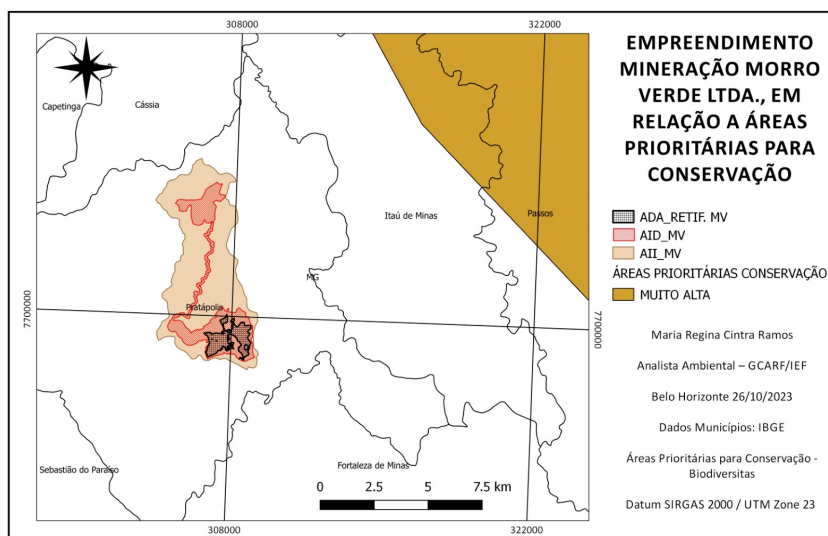 308000
322000
Capetinga
Cássia
Itaú de Minas
Passos
MG
Pratápolis
7700000
7700000
Sebastião do Paraíso
Fortaleza de Minas
0 2.5 5 7.5 km
308000
322000
EMPREENDIMENTO
MINERAÇÃO MORRO
VERDE LTDA., EM
RELAÇÃO A ÁREAS
PRIORITÁRIAS PARA
CONSERVAÇÃO
ADA_RETIF. MV
AID_MV
AII_MV
ÁREAS PRIORITÁRIAS CONSERVAÇÃO
MUITO ALTA
Maria Regina Cintra Ramos
Analista Ambiental – GCARF/IEF
Belo Horizonte 26/10/2023
Dados Municípios: IBGE
Áreas Prioritárias para Conservação -
Biodiversitas
Datum SIRGAS 2000 / UTM Zone 23